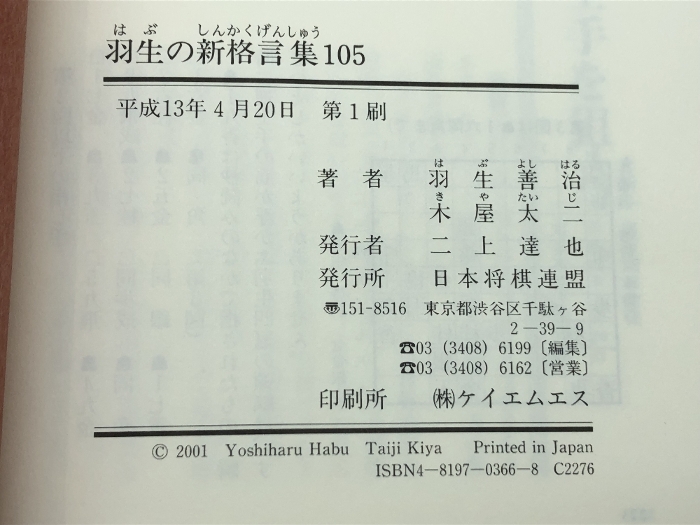 はぶ しんかくげんしゅう
羽生の新格言集105
平成13年4月20日 第1刷
は ぶ よし はる
著者 羽生善治
き や たい じ
木屋太二
発行者 二上達也
発行所 日本将棋連盟
〠151-8516 東京都渋谷区千駄ヶ谷
2－39－9
☎03 (3408) 6199〔編集〕
☎03 (3408) 6162〔営業〕
印刷所 ㈱ケイエムエス
© 2001 Yoshiharu Habu Taiji Kiya Printed in Japan
ISBN4－8197－0366－8 C2276